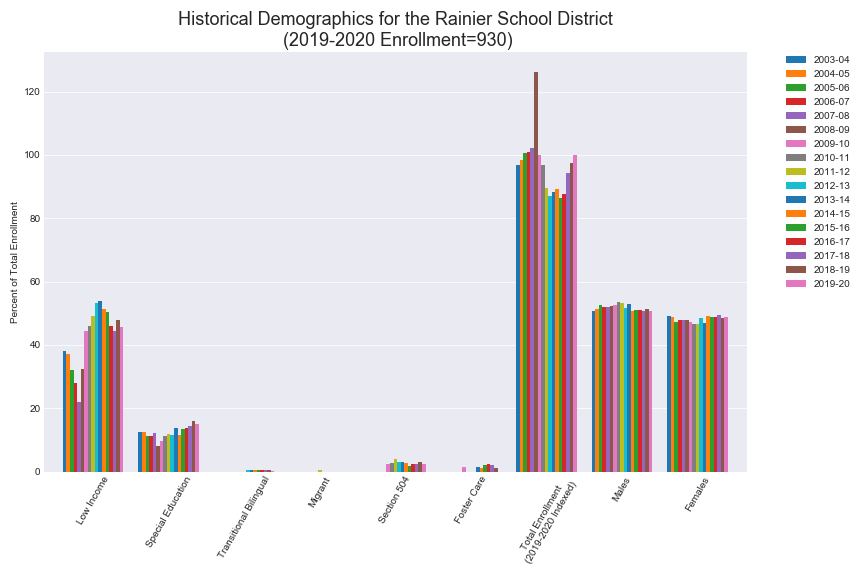 Historical Demographics for the Rainier School District
(2019-2020 Enrollment=930)
Percent of Total Enrollment
120
100
80
60
40
20
0
Low Income
Special Education
Transitional Bilingual
Migrant
Section 504
Foster Care
Total Enrollment
(2019-2020 Indexed)
Males
Females
2003-04
2004-05
2005-06
2006-07
2007-08
2008-09
2009-10
2010-11
2011-12
2012-13
2013-14
2014-15
2015-16
2016-17
2017-18
2018-19
2019-20